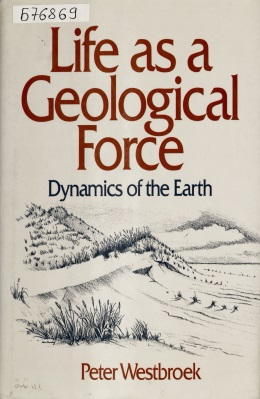 Б76869
Life as a
Geological
Force
Dynamics of the Earth
Peter Westbroek